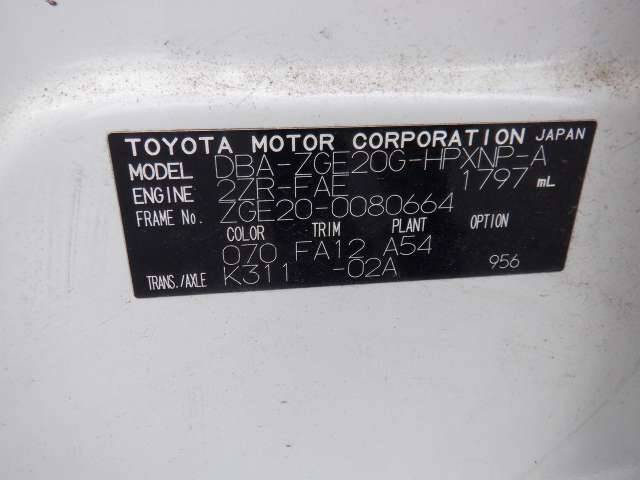 TOYOTA MOTOR CORPORATION JAPAN
MODEL DBA-ZGE20G-HPXNP-A
ENGINE 2ZR-FAE 1797 mL
FRAME No. ZGE20-0080664
COLOR TRIM PLANT OPTION
070 FA12 A54
TRANS./AXLE K311 -02A 956